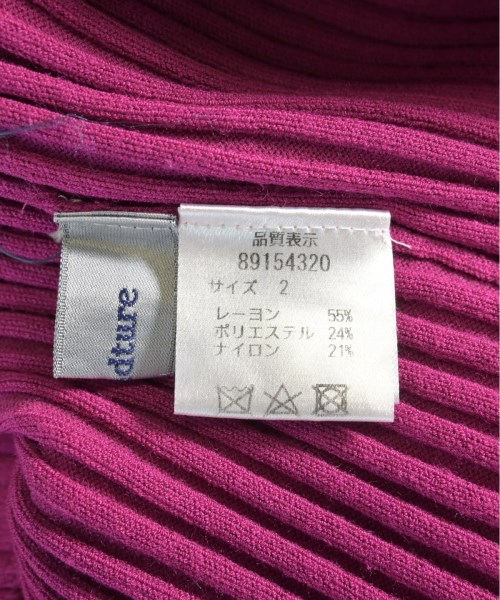 dture
品質表示
89154320
サイズ 2
レーヨン 55%
ポリエステル 24%
ナイロン 21%